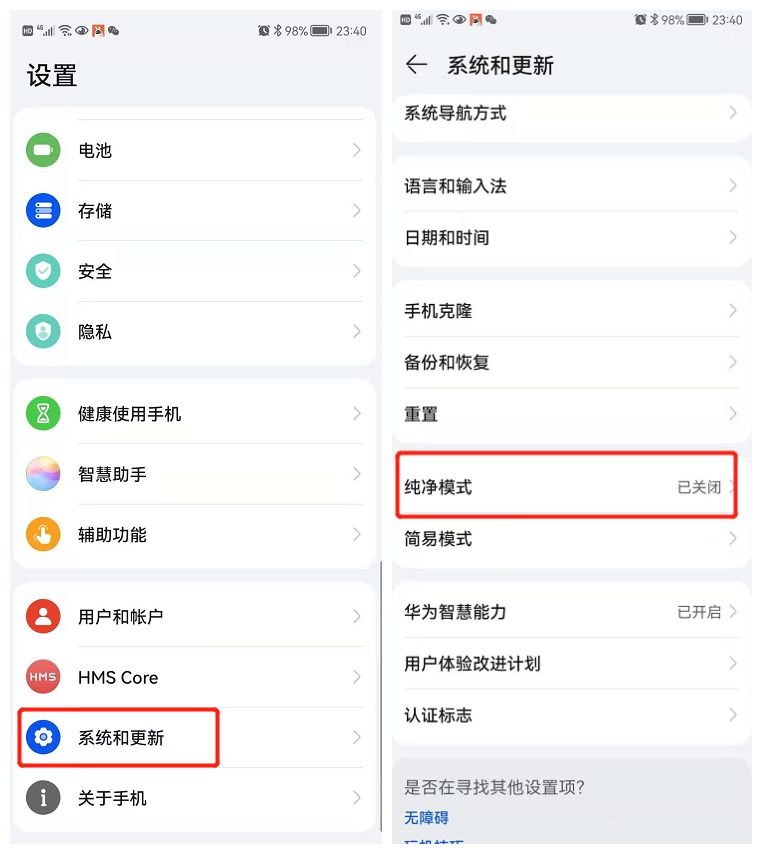 HD 4G 98% 23:40
设置
电池
存储
安全
隐私
健康使用手机
智慧助手
辅助功能
用户和帐户
HMS HMS Core
系统和更新
关于手机
HD 4G 98% 23:40
系统和更新
系统导航方式
语言和输入法
日期和时间
手机克隆
备份和恢复
重置
纯净模式 已关闭
简易模式
华为智慧能力 已开启
用户体验改进计划
认证标志
是否在寻找其他设置项?
无障碍
玩机技巧